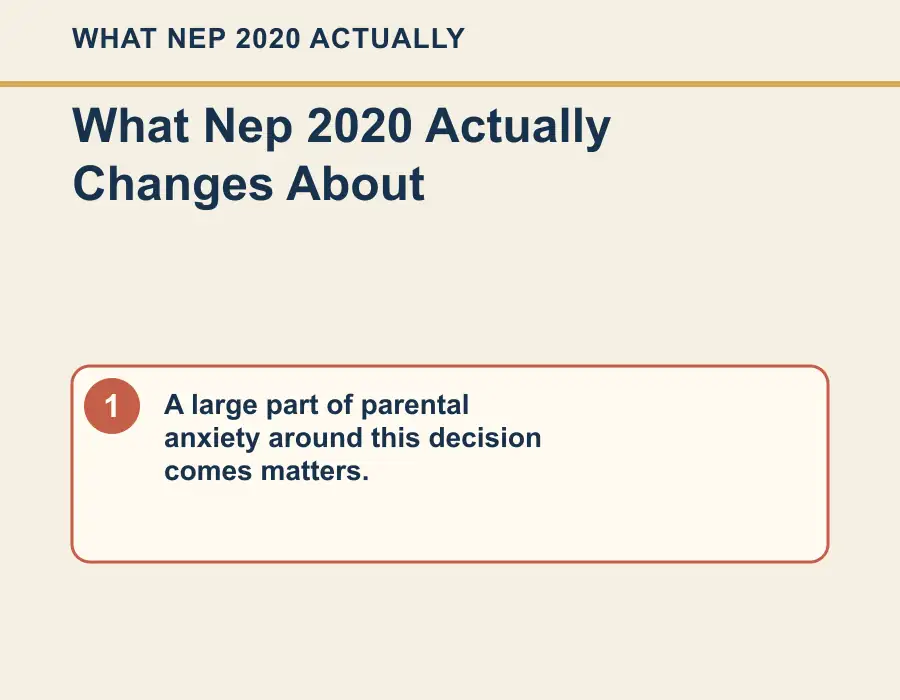 WHAT NEP 2020 ACTUALLY
What Nep 2020 Actually
Changes About
1
A large part of parental
anxiety around this decision
comes matters.